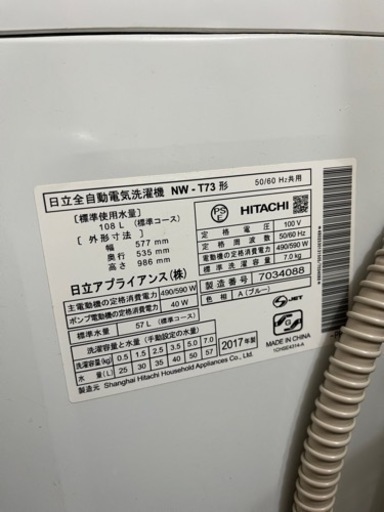 日立全自動電気洗濯機 NW-T73 形
50/60 Hz共用
[標準使用水量]
108 L (標準コース)
[外形寸法]
幅 577 mm
奥行 535 mm
高さ 986 mm
日立アプライアンス(株)
PS E
HITACHI
定格電圧 100 V
定格周波数 50/60 Hz
定格消費電力 490/590 W
標準洗濯容量 7.0 kg
製造番号 7034088
色 A (ブルー)
主電動機の定格消費電力 490/590 W
ポンプ電動機の定格消費電力 40 W
標準水量 57 L (標準コース)
洗濯容量と水量 (手動設定の水量)
洗濯容量(kg) 0.5 1.5 2.5 3.5 5.0 7.0
水量(L) 25 30 35 40 50 57
製造元 Shanghai Hitachi Household Appliances Co., Ltd.
2017年製
S-JET
MADE IN CHINA